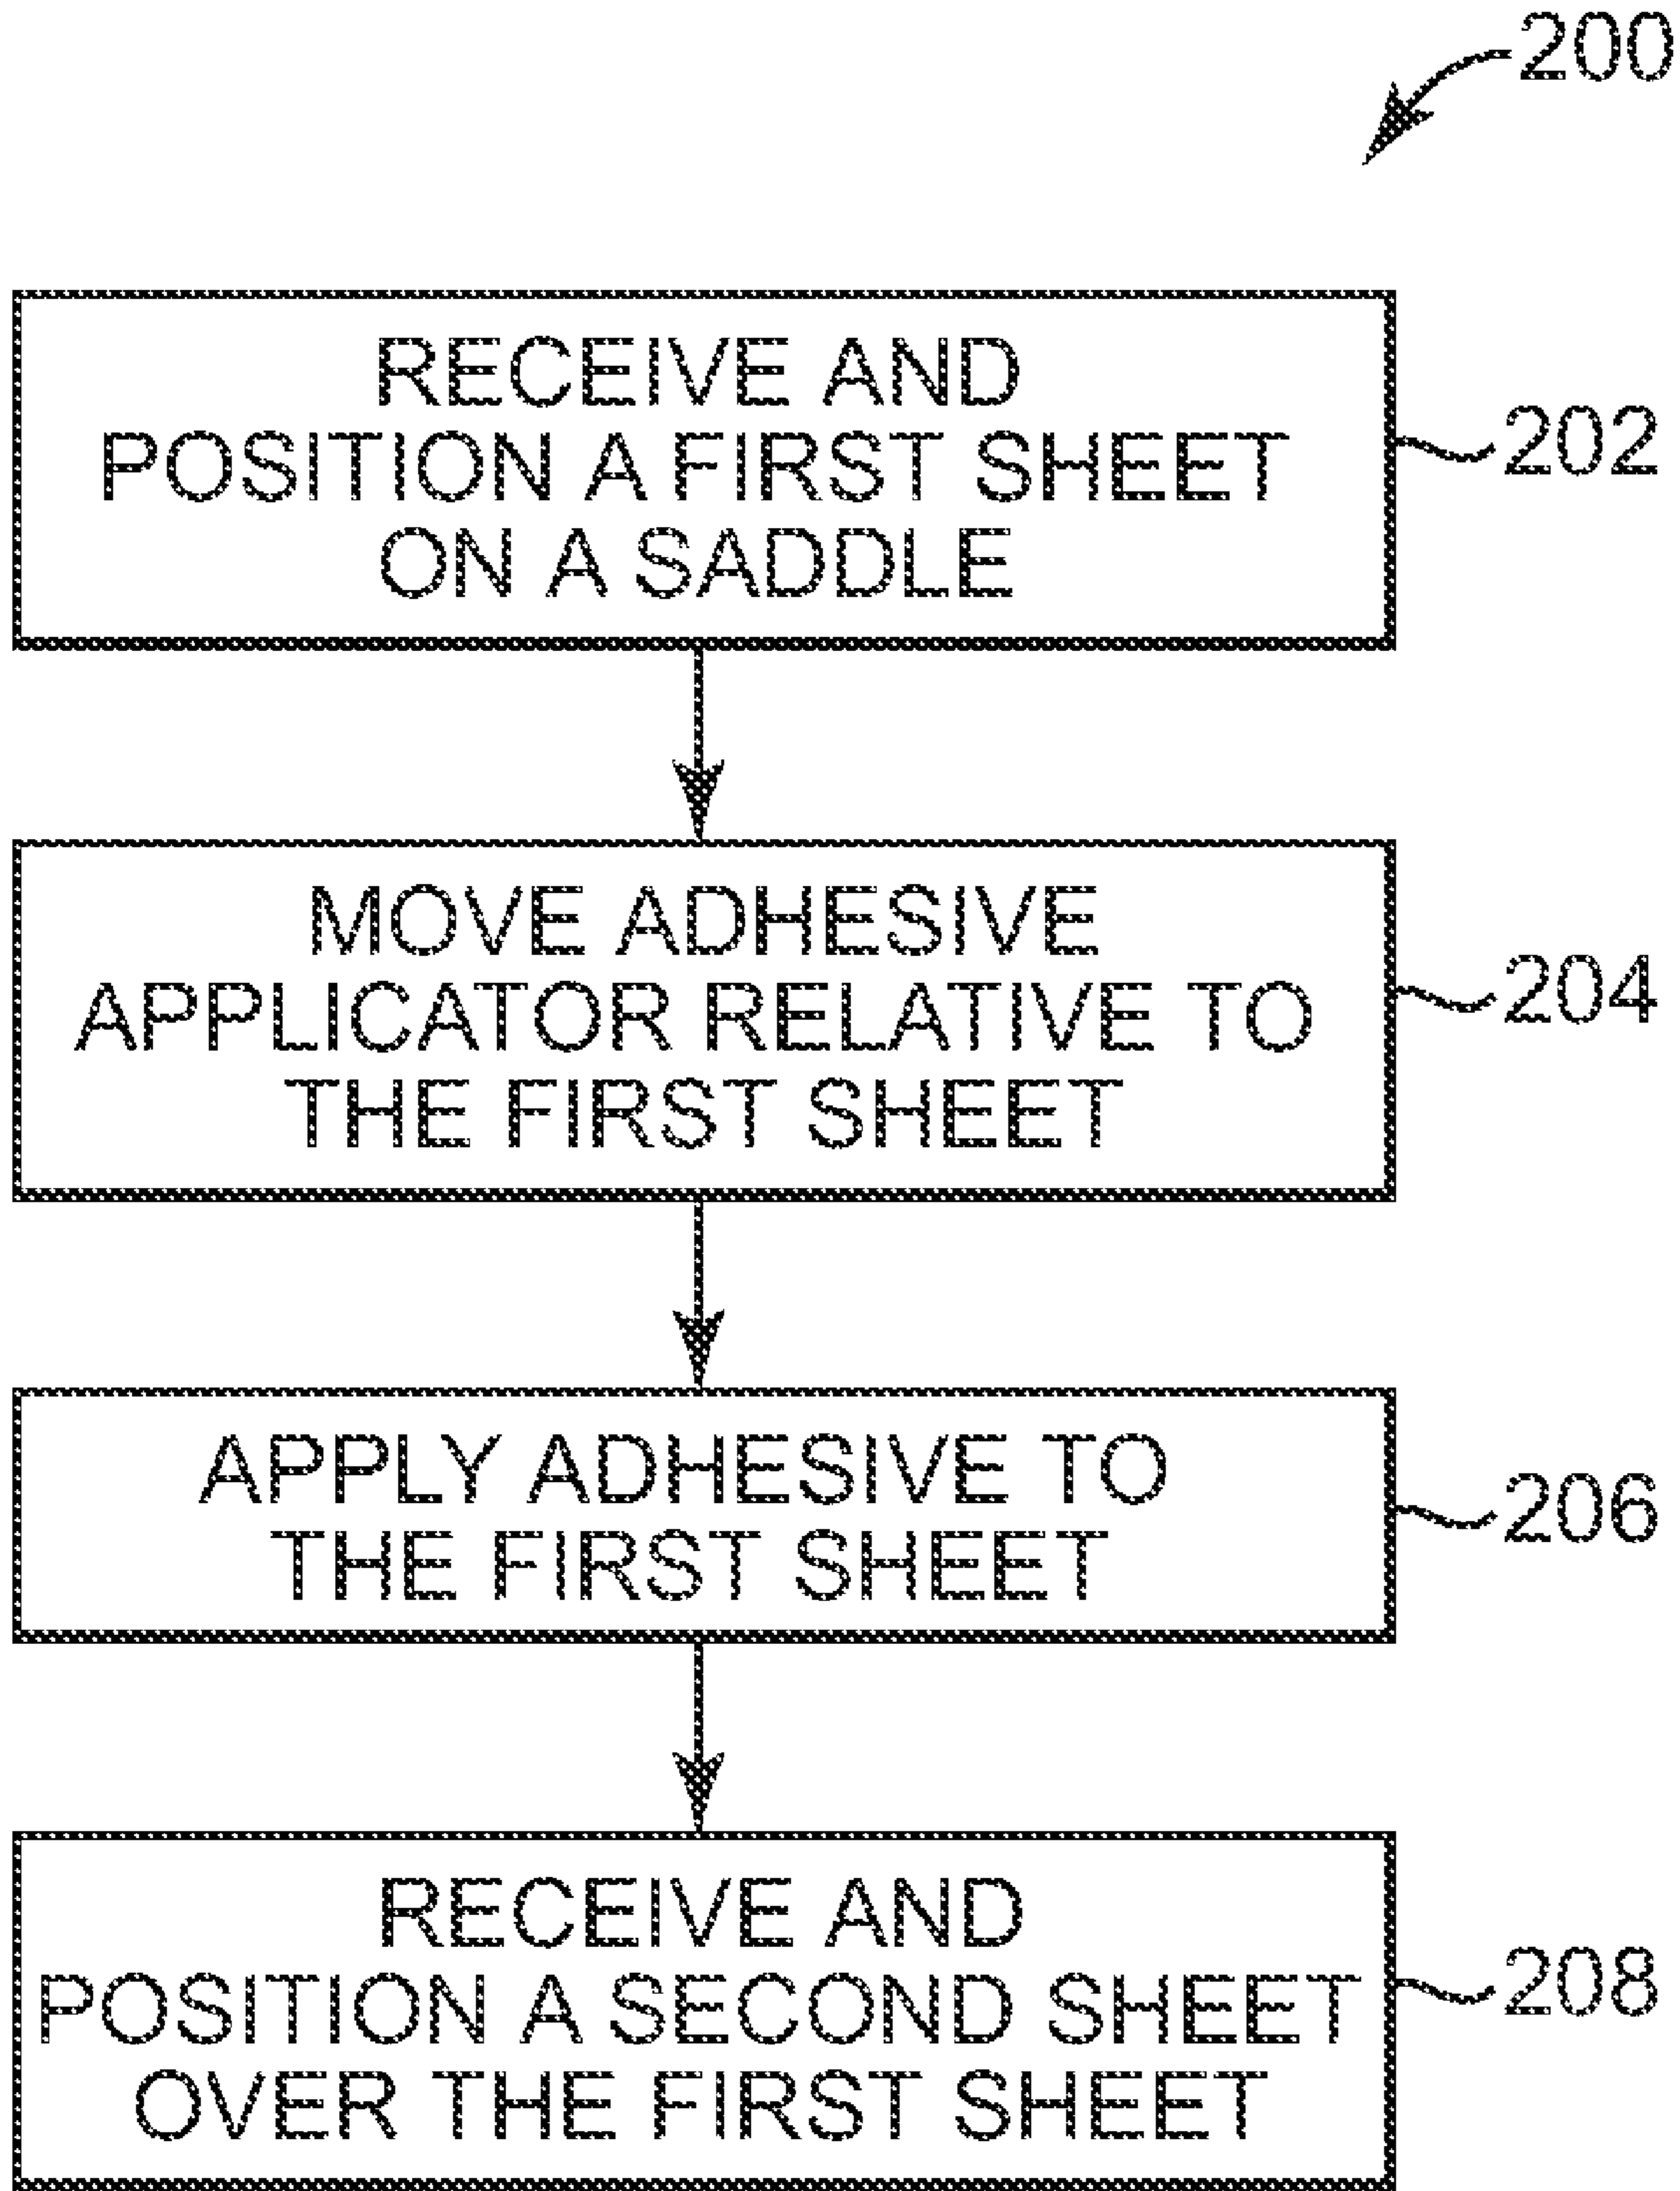 200
RECEIVE AND
POSITION A FIRST SHEET
ON A SADDLE
202
MOVE ADHESIVE
APPLICATOR RELATIVE TO
THE FIRST SHEET
204
APPLY ADHESIVE TO
THE FIRST SHEET
206
RECEIVE AND
POSITION A SECOND SHEET
OVER THE FIRST SHEET
208